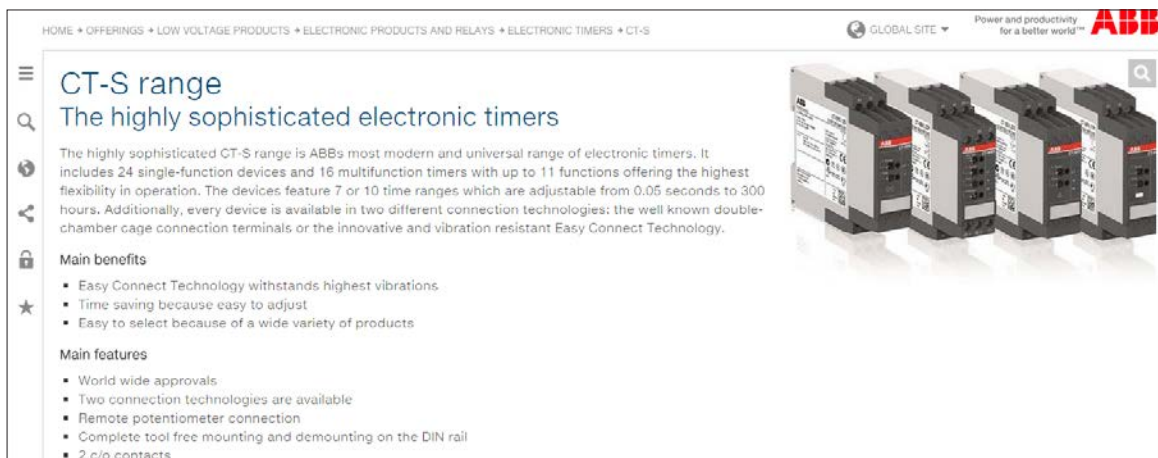 HOME → OFFERINGS → LOW VOLTAGE PRODUCTS → ELECTRONIC PRODUCTS AND RELAYS → ELECTRONIC TIMERS → CT-S
GLOBAL SITE
Power and productivity
for a better world™
ABB
CT-S range
The highly sophisticated electronic timers
The highly sophisticated CT-S range is ABBs most modern and universal range of electronic timers. It
includes 24 single-function devices and 16 multifunction timers with up to 11 functions offering the highest
flexibility in operation. The devices feature 7 or 10 time ranges which are adjustable from 0.05 seconds to 300
hours. Additionally, every device is available in two different connection technologies: the well known double-
chamber cage connection terminals or the innovative and vibration resistant Easy Connect Technology.
Main benefits
▪ Easy Connect Technology withstands highest vibrations
▪ Time saving because easy to adjust
▪ Easy to select because of a wide variety of products
Main features
▪ World wide approvals
▪ Two connection technologies are available
▪ Remote potentiometer connection
▪ Complete tool free mounting and demounting on the DIN rail
▪ 2 c/o contacts
ABB
ABB
ABB
ABB
ABB